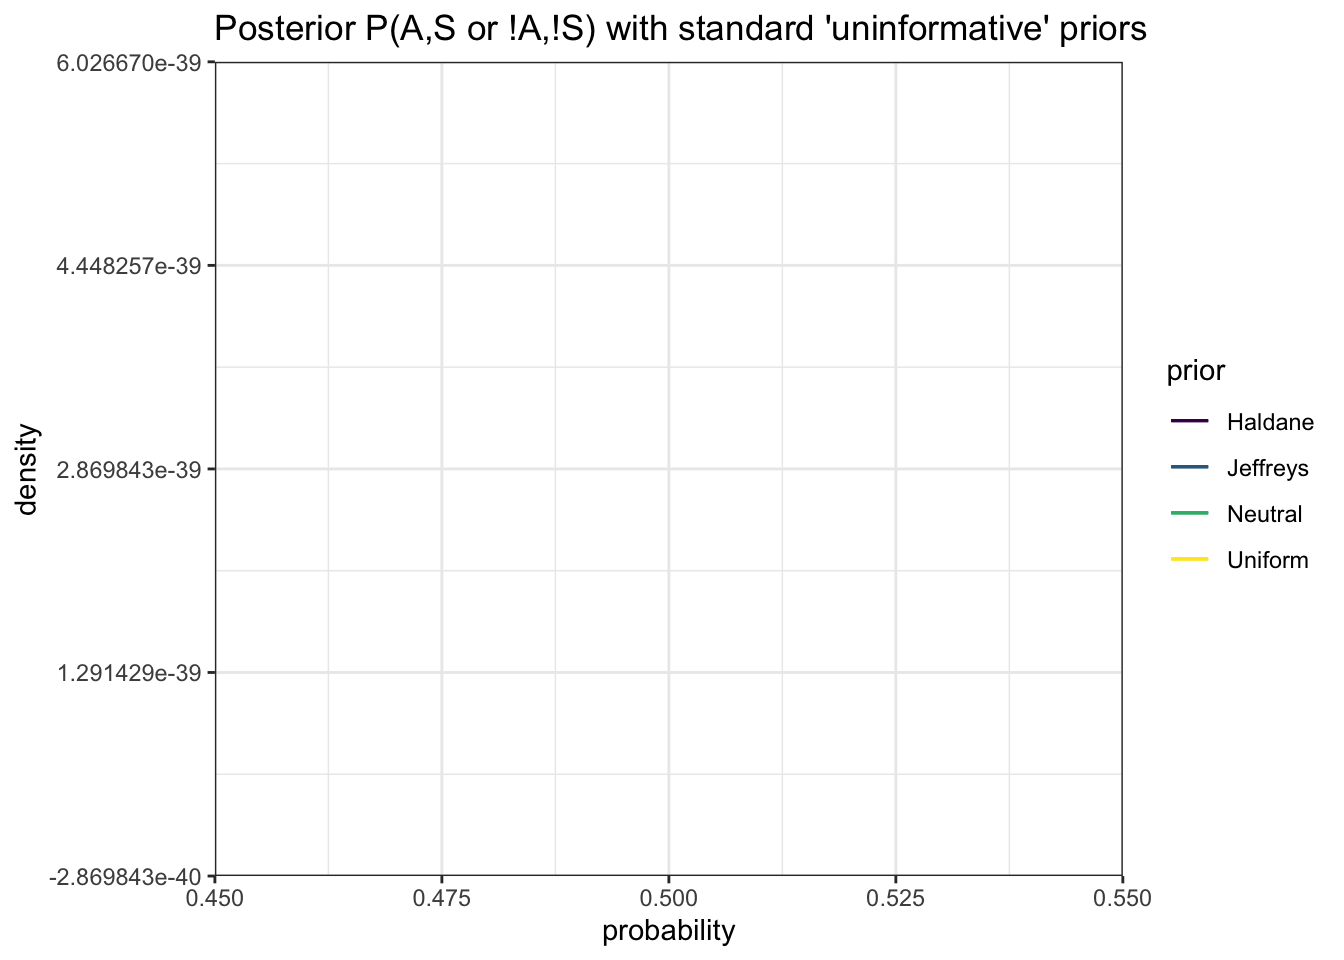 Posterior P(A,S or !A,!S) with standard 'uninformative' priors
6.026670e-39
4.448257e-39
2.869843e-39
1.291429e-39
-2.869843e-40
density
0.450
0.475
0.500
0.525
0.550
probability
prior
Haldane
Jeffreys
Neutral
Uniform